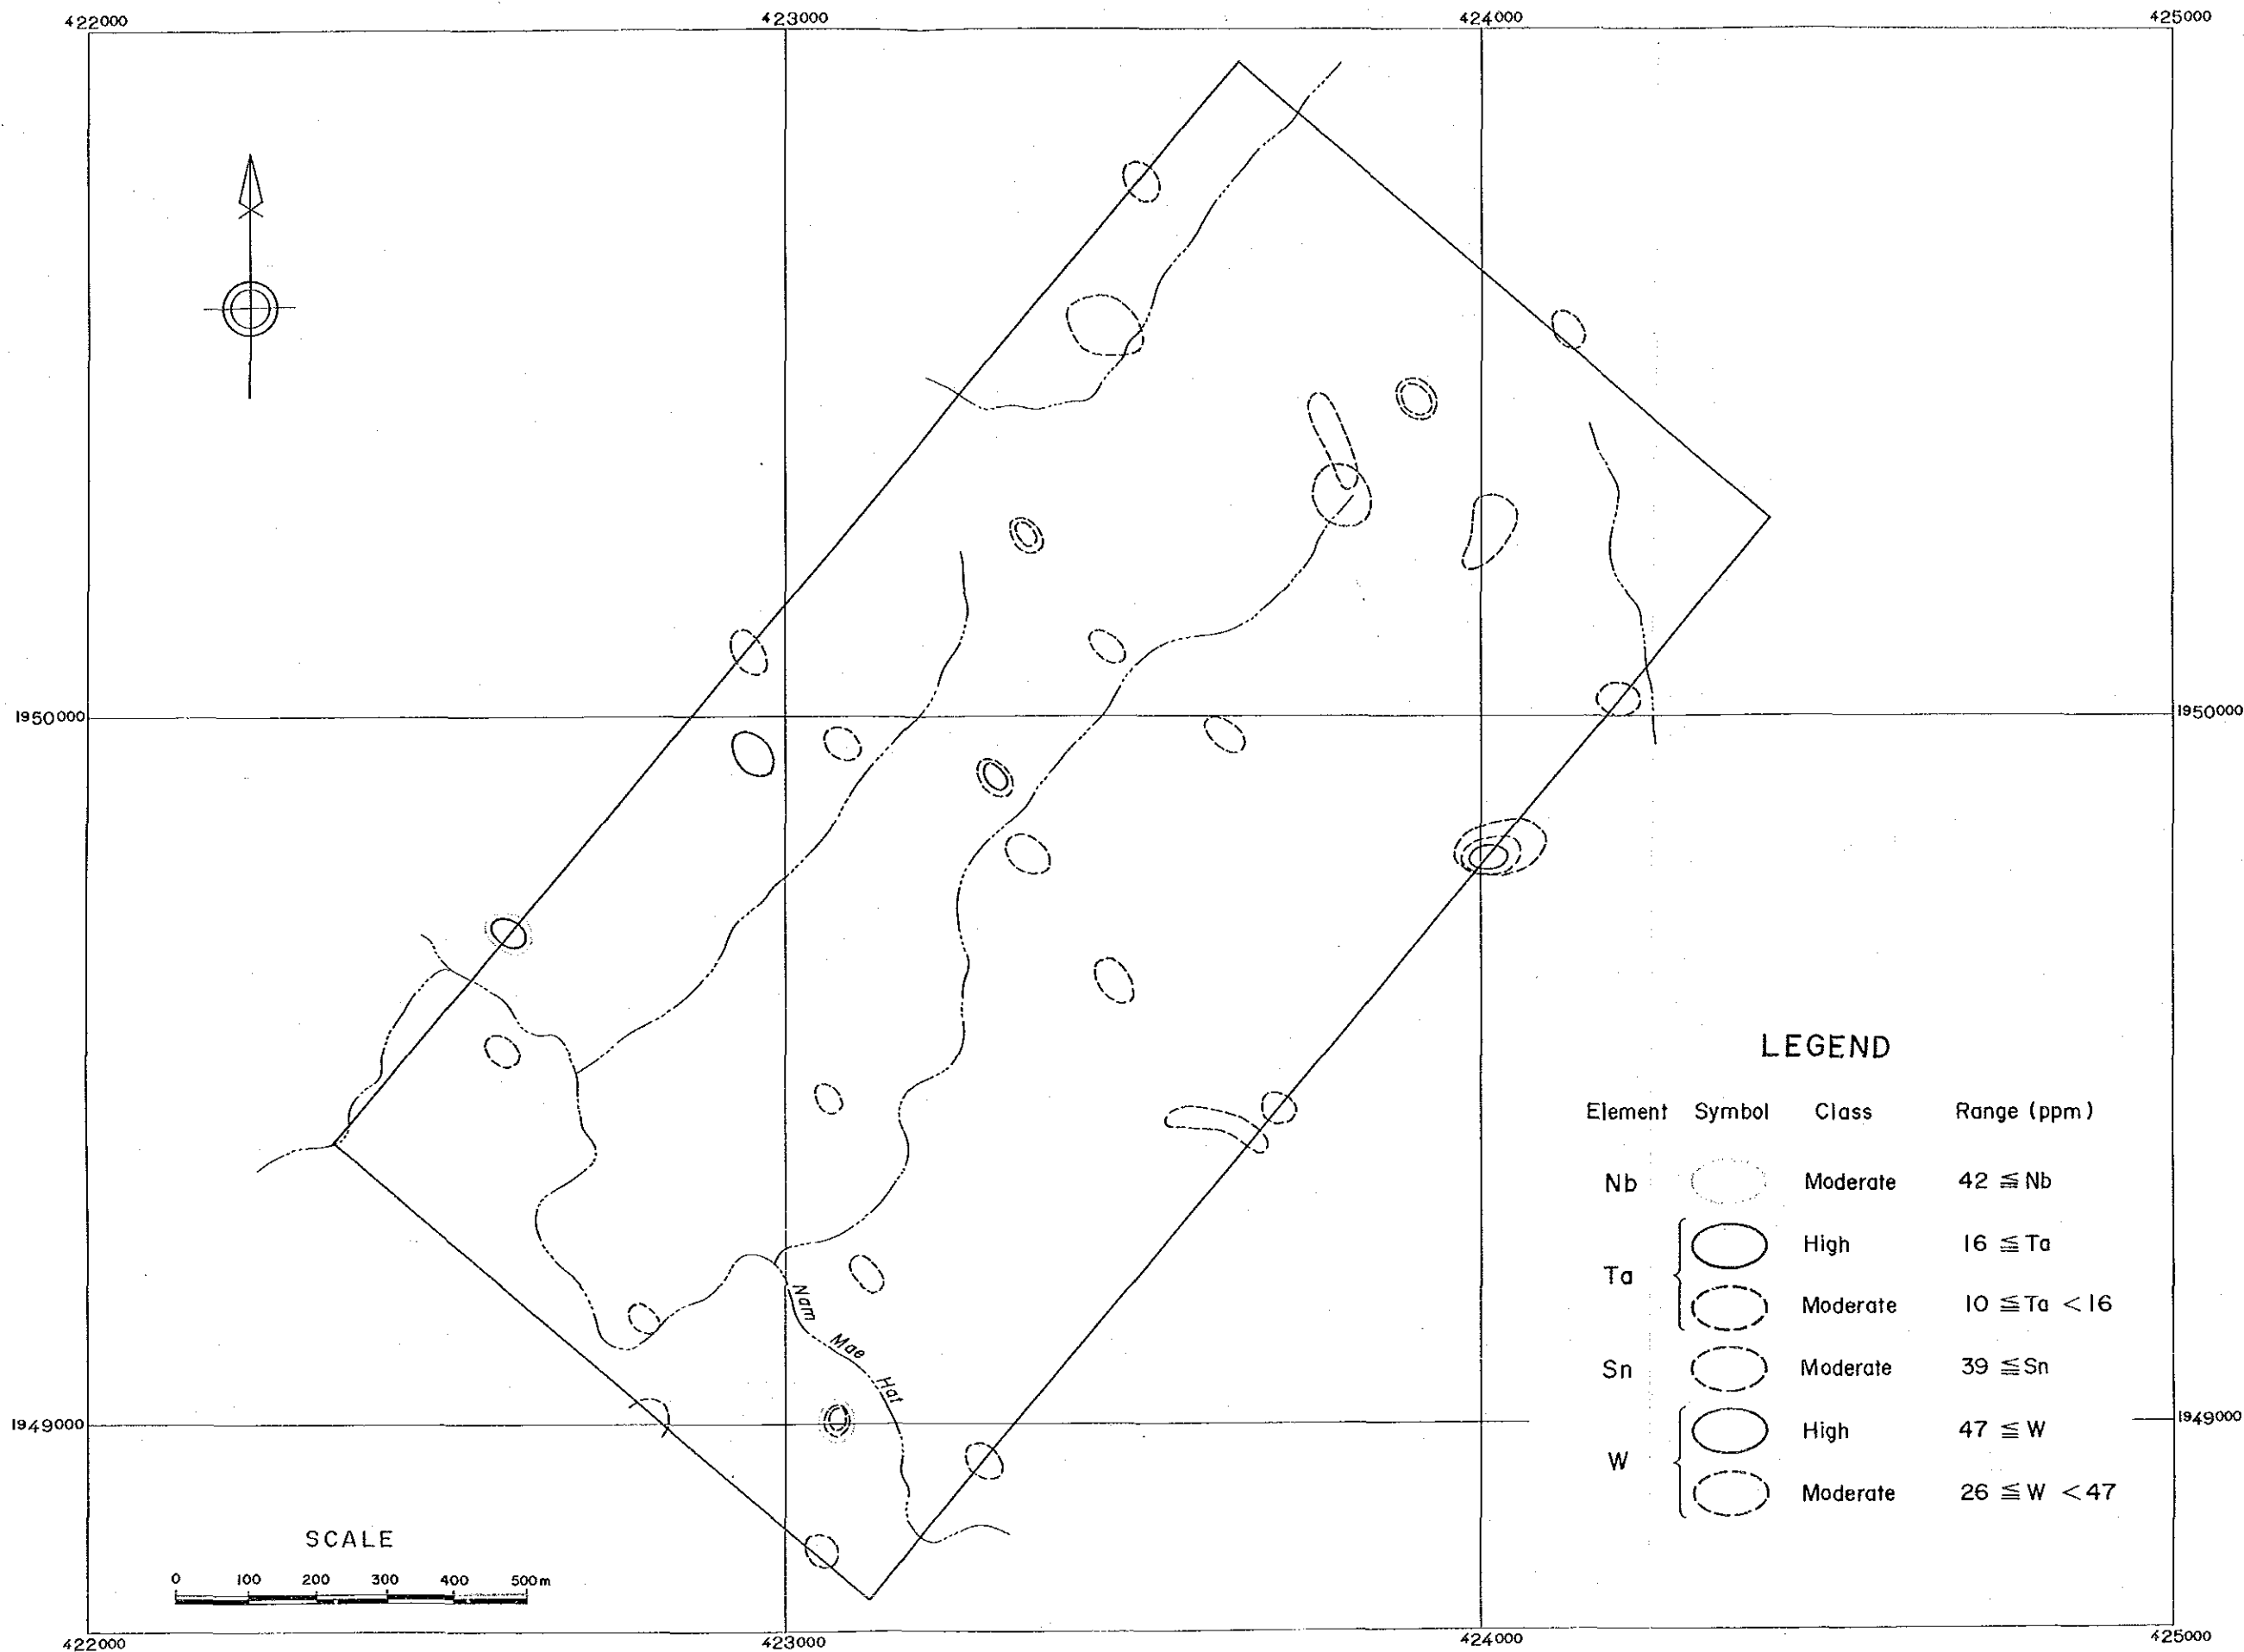 422000 423000 424000 425000
1950000 1950000
Nam
Mae
Hat
1949000 1949000
LEGEND
Element Symbol Class Range (ppm)
Nb Moderate 42 ≦ Nb
Ta High 16 ≦ Ta
Moderate 10 ≦ Ta < 16
Sn Moderate 39 ≦ Sn
W High 47 ≦ W
Moderate 26 ≦ W < 47
SCALE
0 100 200 300 400 500m
422000 423000 424000 425000